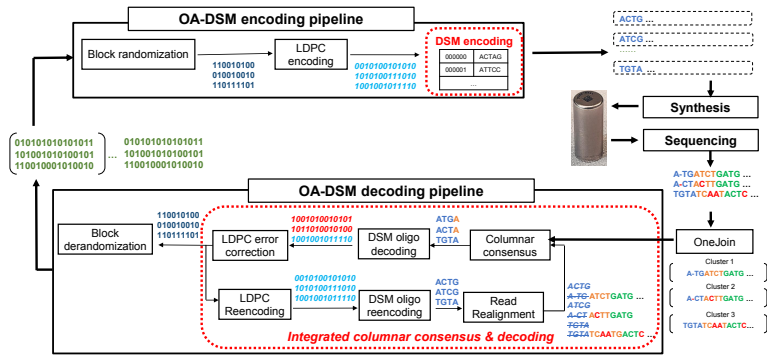 OA-DSM encoding pipeline
Block randomization
110010100
010010010
110111101
LDPC
encoding
0010100101010
1010100111010
1001001011110
DSM encoding
000000 ACTAG
000001 ATTCC
...
ACTG ...
ATCG ...
......
TGTA ...
Synthesis
Sequencing
A-TGATCTGATG ...
A-CTACTTGATG ...
TGTATCAATACTC ...
OneJoin
Cluster 1
A-TGATCTGATG ...
Cluster 2
A-CTACTTGATG ...
Cluster 3
TGTATCAATACTC ...
010101010101011
101001010100101
110010001010010
...
010101010101011
101001010100101
110010001010010
OA-DSM decoding pipeline
Block
derandomization
110010100
010010010
110111101
LDPC error
correction
1001010010101
1011010010100
1001001011110
DSM oligo
decoding
ATGA
ACTA
TGTA
Columnar
consensus
LDPC
Reencoding
0010100101010
1010100111010
1001001011110
DSM oligo
reencoding
ACTG
ATCG
TGTA
Read
Realignment
ACTG
A-TG ATCTGATG ...
ATCG
A-CT ACTTGATG
TGTA
TGTATCAATGACTC ...
Integrated columnar consensus & decoding